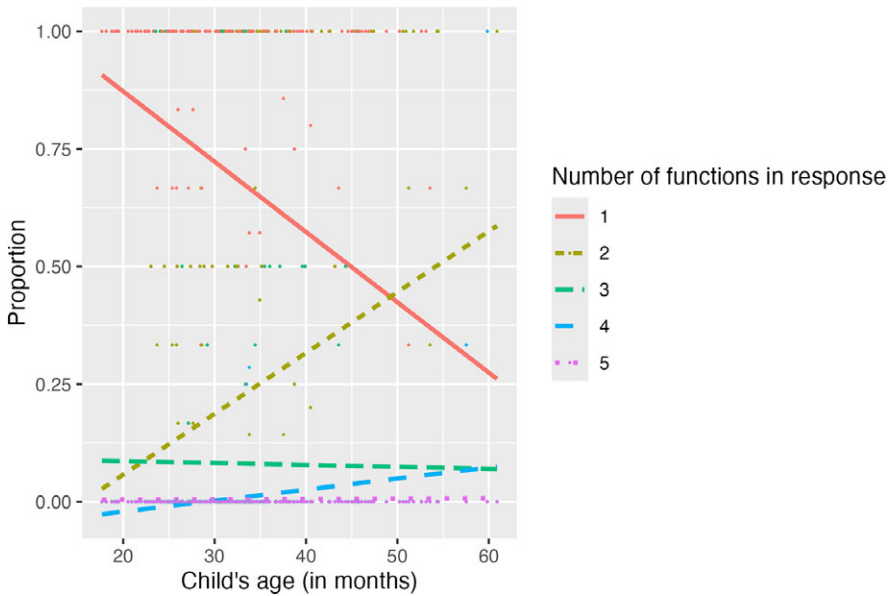 1.00
0.75
0.50
0.25
0.00
Proportion
20 30 40 50 60
Child's age (in months)
Number of functions in response
1
2
3
4
5